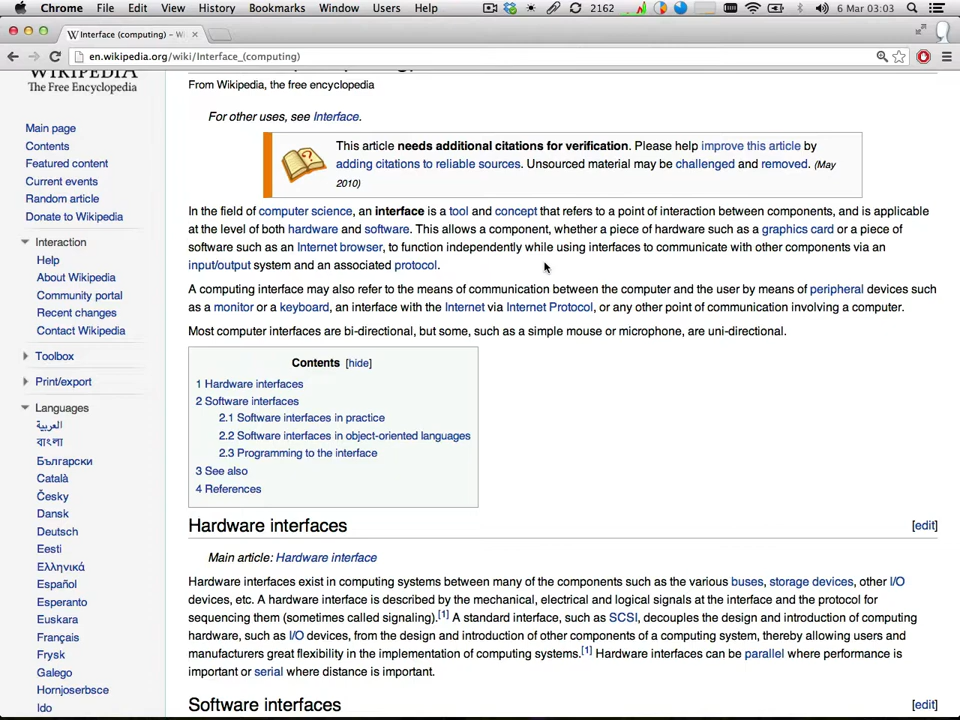 Chrome File Edit View History Bookmarks Window Users Help 2162 6 Mar 03:03
Interface (computing) - Wi
en.wikipedia.org/wiki/Interface_(computing)
WIKIPEDIA
The Free Encyclopedia
Main page
Contents
Featured content
Current events
Random article
Donate to Wikipedia
Interaction
Help
About Wikipedia
Community portal
Recent changes
Contact Wikipedia
Toolbox
Print/export
Languages
العربية
বাংলা
Български
Català
Česky
Dansk
Deutsch
Eesti
Ελληνικά
Español
Esperanto
Euskara
Français
Frysk
Galego
Hornjoserbsce
Ido
From Wikipedia, the free encyclopedia
For other uses, see Interface.
This article needs additional citations for verification. Please help improve this article by
adding citations to reliable sources. Unsourced material may be challenged and removed. (May
2010)
In the field of computer science, an interface is a tool and concept that refers to a point of interaction between components, and is applicable
at the level of both hardware and software. This allows a component, whether a piece of hardware such as a graphics card or a piece of
software such as an Internet browser, to function independently while using interfaces to communicate with other components via an
input/output system and an associated protocol.
A computing interface may also refer to the means of communication between the computer and the user by means of peripheral devices such
as a monitor or a keyboard, an interface with the Internet via Internet Protocol, or any other point of communication involving a computer.
Most computer interfaces are bi-directional, but some, such as a simple mouse or microphone, are uni-directional.
Contents [hide]
1 Hardware interfaces
2 Software interfaces
2.1 Software interfaces in practice
2.2 Software interfaces in object-oriented languages
2.3 Programming to the interface
3 See also
4 References
Hardware interfaces [edit]
Main article: Hardware interface
Hardware interfaces exist in computing systems between many of the components such as the various buses, storage devices, other I/O
devices, etc. A hardware interface is described by the mechanical, electrical and logical signals at the interface and the protocol for
sequencing them (sometimes called signaling).[1] A standard interface, such as SCSI, decouples the design and introduction of computing
hardware, such as I/O devices, from the design and introduction of other components of a computing system, thereby allowing users and
manufacturers great flexibility in the implementation of computing systems.[1] Hardware interfaces can be parallel where performance is
important or serial where distance is important.
Software interfaces [edit]